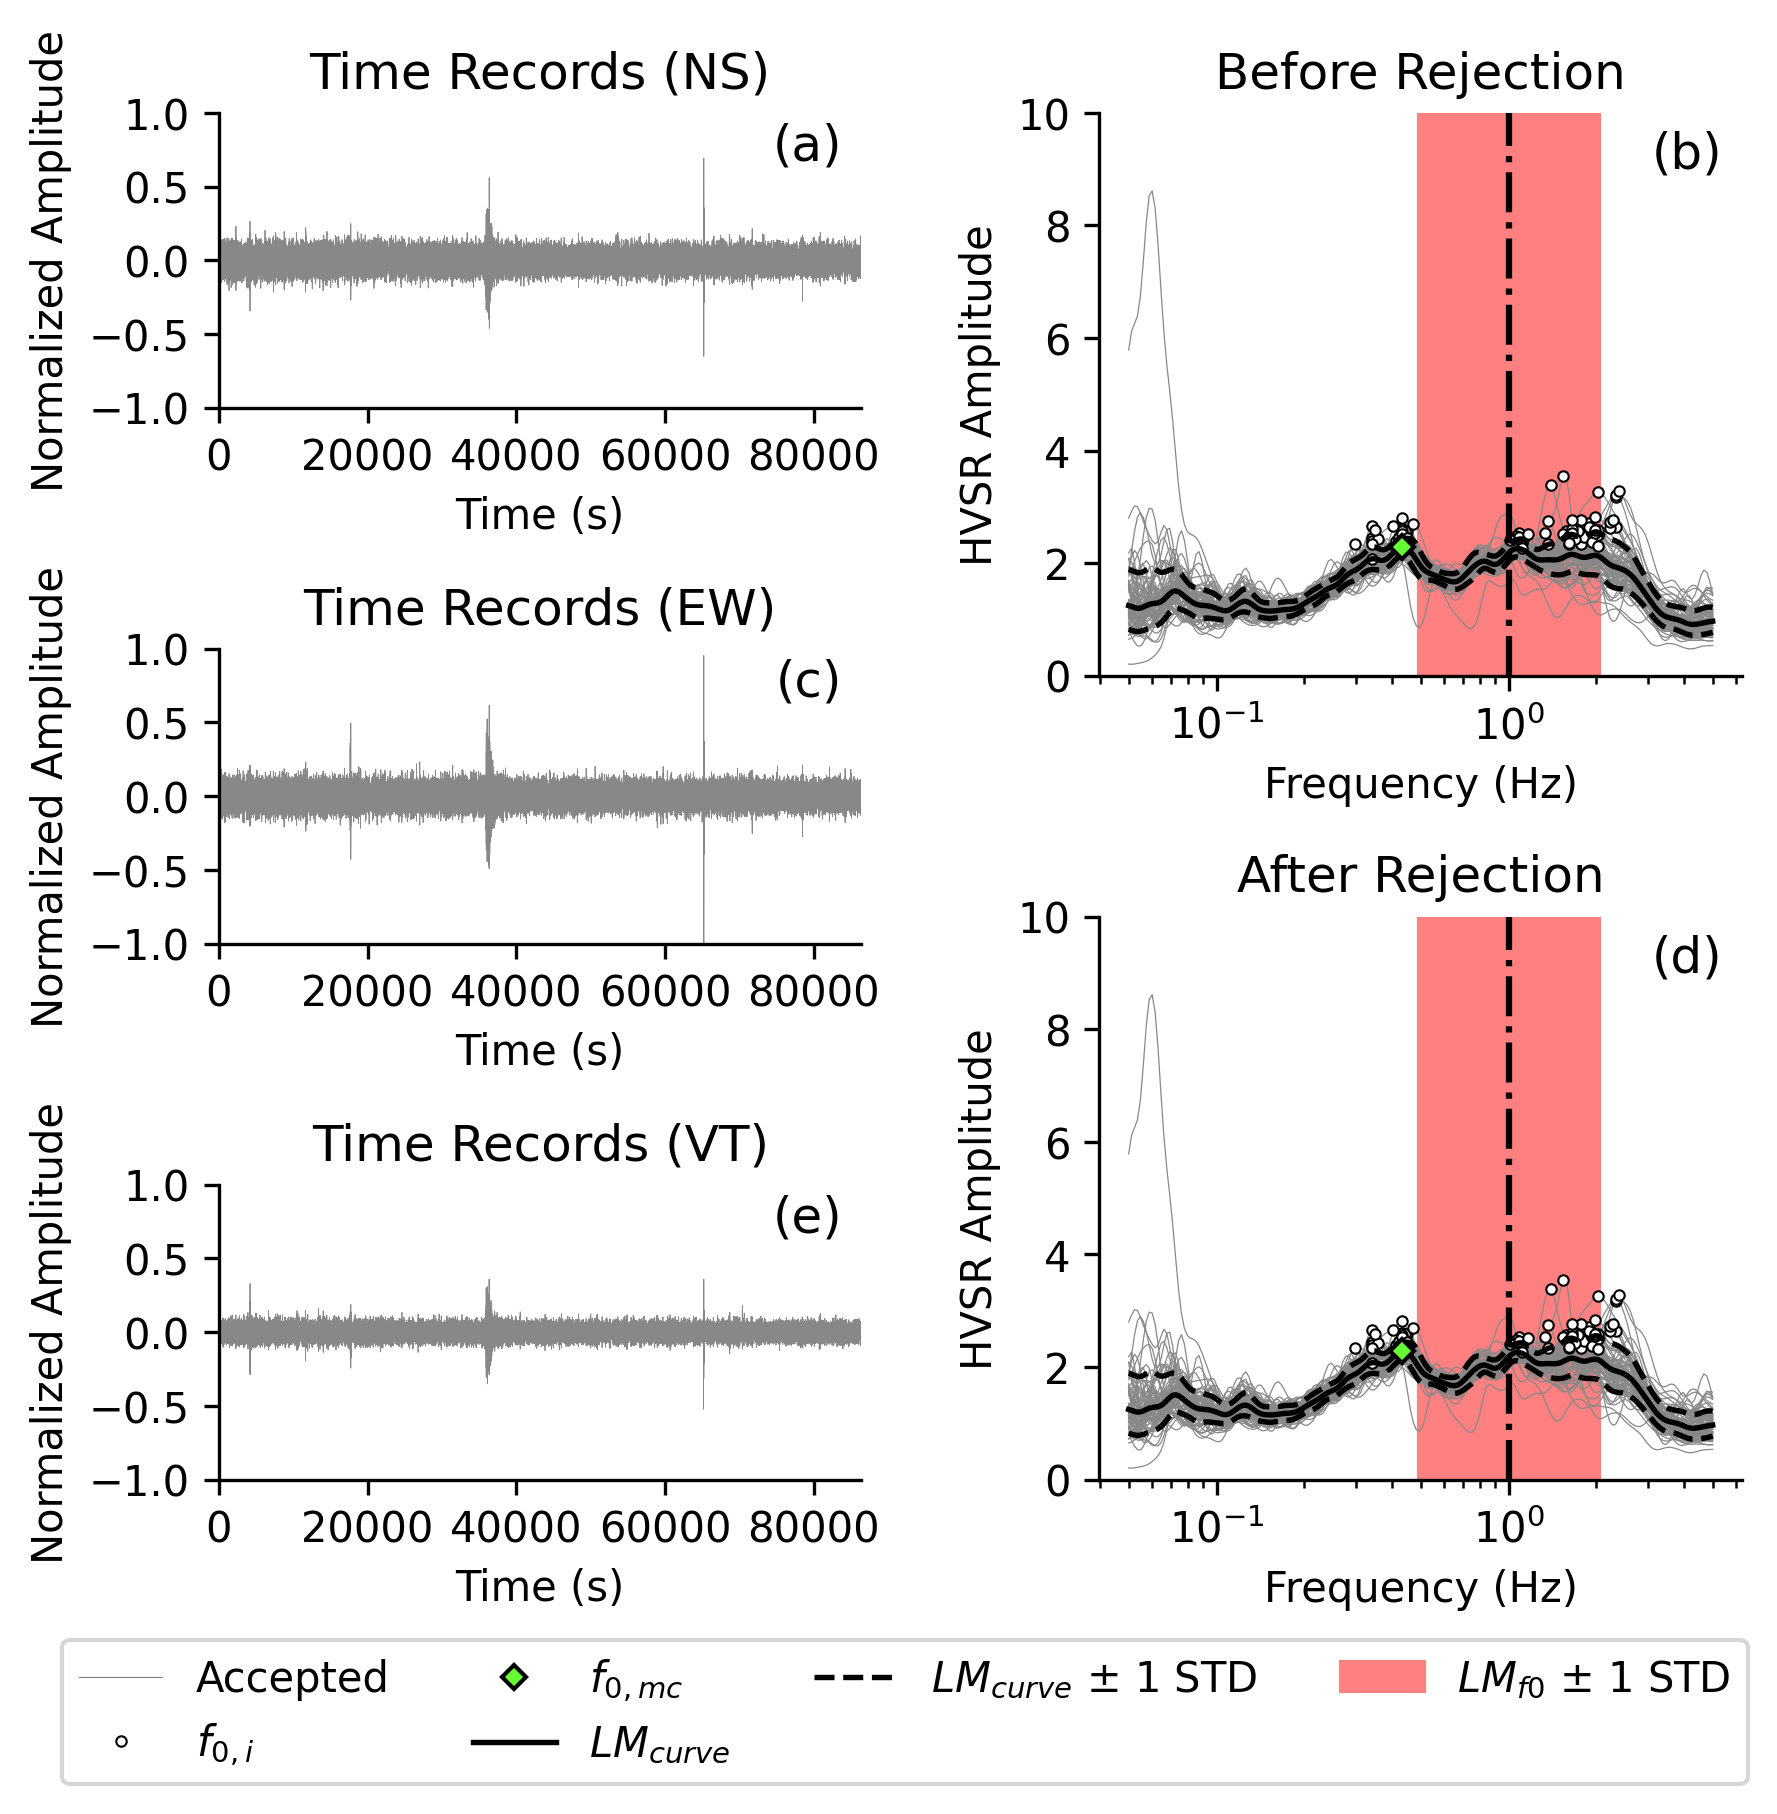 Time Records (NS)
(a)
Normalized Amplitude
1.0
0.5
0.0
−0.5
−1.0
0 20000 40000 60000 80000
Time (s)
Before Rejection
(b)
HVSR Amplitude
10
8
6
4
2
0
10⁻¹ 10⁰
Frequency (Hz)
Time Records (EW)
(c)
Normalized Amplitude
1.0
0.5
0.0
−0.5
−1.0
0 20000 40000 60000 80000
Time (s)
After Rejection
(d)
HVSR Amplitude
10
8
6
4
2
0
10⁻¹ 10⁰
Frequency (Hz)
Time Records (VT)
(e)
Normalized Amplitude
1.0
0.5
0.0
−0.5
−1.0
0 20000 40000 60000 80000
Time (s)
Accepted
f0,i
f0,mc
LMcurve
LMcurve ± 1 STD
LMf0 ± 1 STD